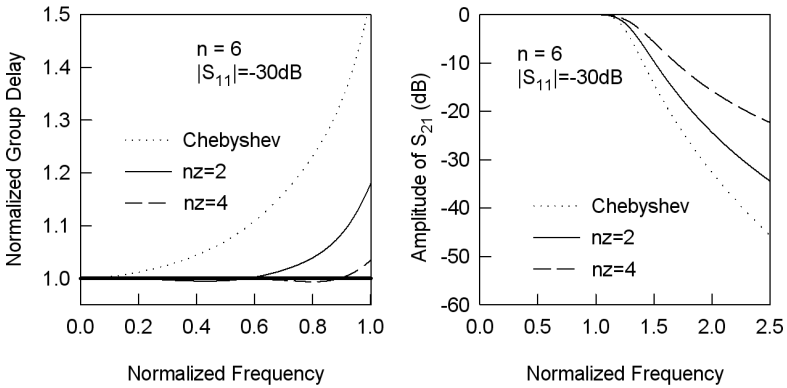 1.5
1.4
1.3
1.2
1.1
1.0
Normalized Group Delay
n = 6
|S11|=-30dB
Chebyshev
nz=2
nz=4
0.0 0.2 0.4 0.6 0.8 1.0
Normalized Frequency
0
-10
-20
-30
-40
-50
-60
Amplitude of S21 (dB)
n = 6
|S11|=-30dB
Chebyshev
nz=2
nz=4
0.0 0.5 1.0 1.5 2.0 2.5
Normalized Frequency